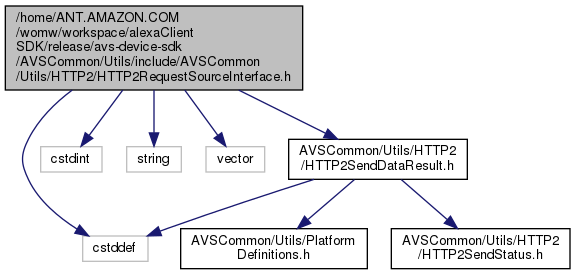 /home/ANT.AMAZON.COM
/womw/workspace/alexaClient
SDK/release/avs-device-sdk
/AVSCommon/Utils/include/AVSCommon
/Utils/HTTP2/HTTP2RequestSourceInterface.h
cstdint
string
vector
AVSCommon/Utils/HTTP2
/HTTP2SendDataResult.h
cstddef
AVSCommon/Utils/Platform
Definitions.h
AVSCommon/Utils/HTTP2
/HTTP2SendStatus.h